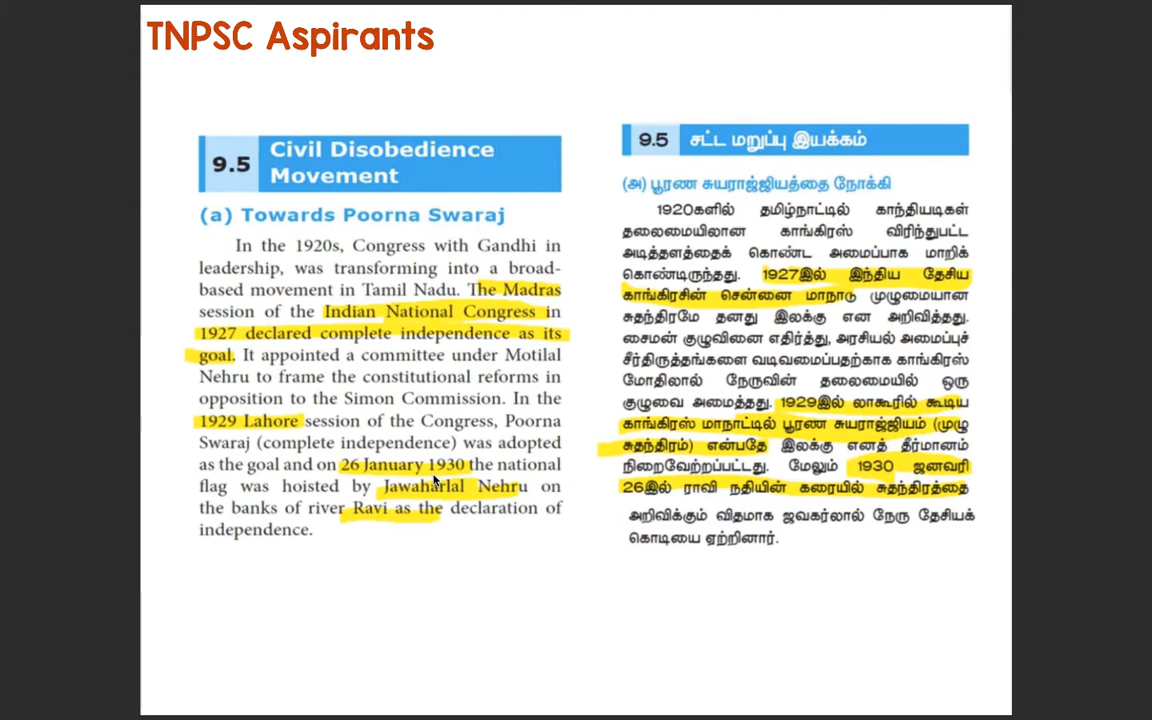 TNPSC Aspirants
9.5
Civil Disobedience
Movement
(a) Towards Poorna Swaraj
In the 1920s, Congress with Gandhi in
leadership, was transforming into a broad-
based movement in Tamil Nadu. The Madras
session of the Indian National Congress in
1927 declared complete independence as its
goal. It appointed a committee under Motilal
Nehru to frame the constitutional reforms in
opposition to the Simon Commission. In the
1929 Lahore session of the Congress, Poorna
Swaraj (complete independence) was adopted
as the goal and on 26 January 1930 the national
flag was hoisted by Jawaharlal Nehru on
the banks of river Ravi as the declaration of
independence.
9.5 சட்ட மறுப்பு இயக்கம்
(அ) பூரண சுயராஜ்ஜியத்தை நோக்கி
1920களில் தமிழ்நாட்டில் காந்தியடிகள்
தலைமையிலான காங்கிரஸ் விரிந்துபட்ட
அடித்தளத்தைக் கொண்ட அமைப்பாக மாறிக்
கொண்டிருந்தது. 1927இல் இந்திய தேசிய
காங்கிரசின் சென்னை மாநாடு முழுமையான
சுதந்திரமே தனது இலக்கு என அறிவித்தது.
சைமன் குழுவினை எதிர்த்து, அரசியல் அமைப்புச்
சீர்திருத்தங்களை வடிவமைப்பதற்காக காங்கிரஸ்
மோதிலால் நேருவின் தலைமையில் ஒரு
குழுவை அமைத்தது. 1929இல் லாகூரில் கூடிய
காங்கிரஸ் மாநாட்டில் பூரண சுயராஜ்ஜியம் (முழு
சுதந்திரம்) என்பதே இலக்கு எனத் தீர்மானம்
நிறைவேற்றப்பட்டது. மேலும் 1930 ஜனவரி
26இல் ராவி நதியின் கரையில் சுதந்திரத்தை
அறிவிக்கும் விதமாக ஜவகர்லால் நேரு தேசியக்
கொடியை ஏற்றினார்.